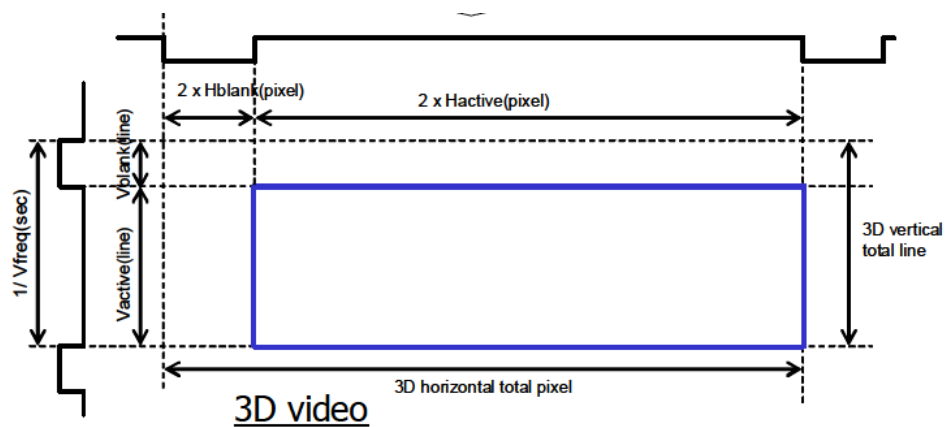 2 x Hblank(pixel)
2 x Hactive(pixel)
Vblank(line)
1/ Vfreq(sec)
Vactive(line)
3D vertical
total line
3D horizontal total pixel
3D video